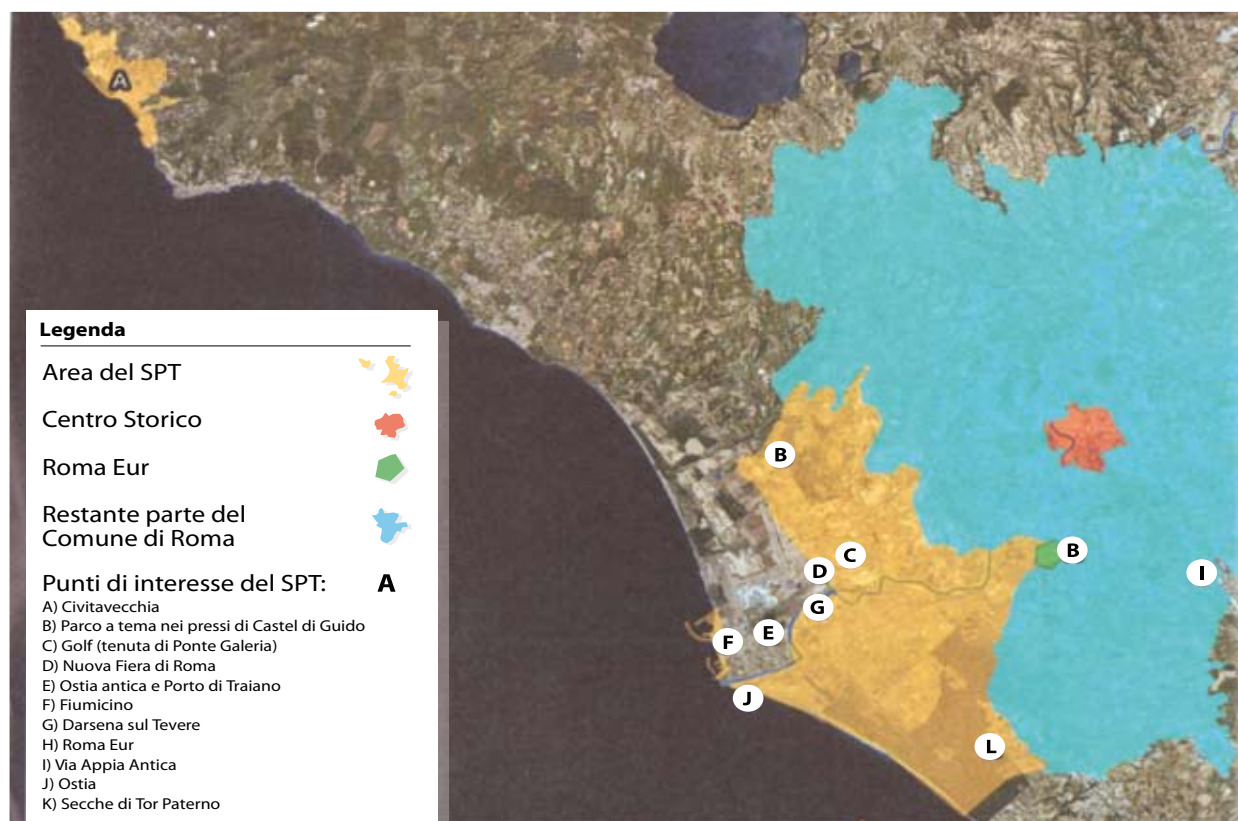 A
Legenda
Area del SPT
Centro Storico
Roma Eur
Restante parte del
Comune di Roma
Punti di interesse del SPT: A
A) Civitavecchia
B) Parco a tema nei pressi di Castel di Guido
C) Golf (tenuta di Ponte Galeria)
D) Nuova Fiera di Roma
E) Ostia antica e Porto di Traiano
F) Fiumicino
G) Darsena sul Tevere
H) Roma Eur
I) Via Appia Antica
J) Ostia
K) Secche di Tor Paterno
B
C
B
D
I
G
E
F
J
L